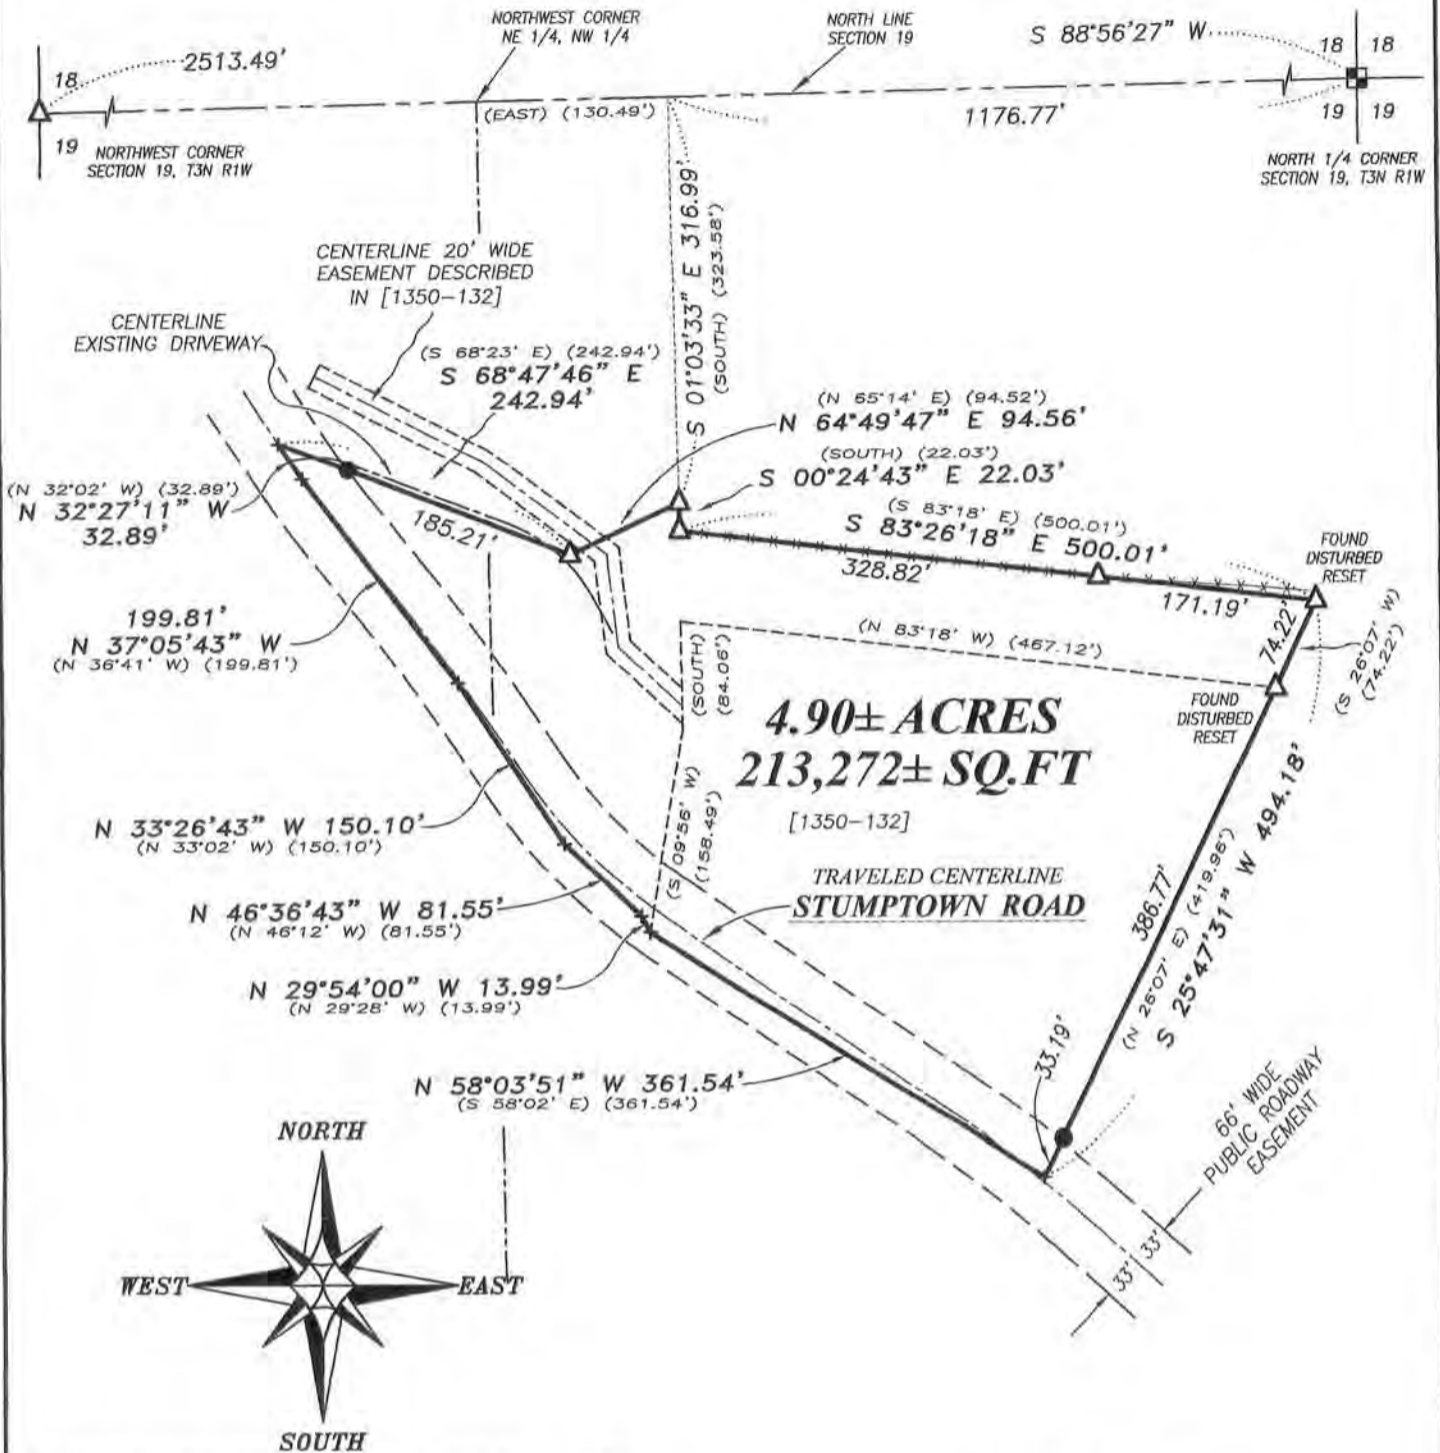 NORTHWEST CORNER
NE 1/4, NW 1/4
NORTH LINE
SECTION 19
S 88°56'27" W
18
18
18
2513.49'
(EAST) (130.49')
1176.77'
19
19
19
NORTHWEST CORNER
SECTION 19, T3N R1W
NORTH 1/4 CORNER
SECTION 19, T3N R1W
S 01°03'33" E 316.99'
(SOUTH) (323.58')
CENTERLINE 20' WIDE
EASEMENT DESCRIBED
IN [1350-132]
CENTERLINE
EXISTING DRIVEWAY
(S 68°23' E) (242.94')
S 68°47'46" E
242.94'
(N 65°14' E) (94.52')
N 64°49'47" E 94.56'
(SOUTH) (22.03')
S 00°24'43" E 22.03'
(S 83°18' E) (500.01')
S 83°26'18" E 500.01'
328.82'
171.19'
FOUND
DISTURBED
RESET
(N 32°02' W) (32.89')
N 32°27'11" W
32.89'
185.21'
74.22'
(S 26°07' W)
(74.22')
199.81'
N 37°05'43" W
(N 36°41' W) (199.81')
(N 83°18' W) (467.12')
(SOUTH)
(84.06')
FOUND
DISTURBED
RESET
4.90± ACRES
213,272± SQ.FT
[1350-132]
N 33°26'43" W 150.10'
(N 33°02' W) (150.10')
(S 09°56' W)
(158.49')
TRAVELED CENTERLINE
STUMPTOWN ROAD
386.77'
(N 26°07' E) (419.96')
S 25°47'31" W 494.18'
N 46°36'43" W 81.55'
(N 46°12' W) (81.55')
N 29°54'00" W 13.99'
(N 29°28' W) (13.99')
33.19'
N 58°03'51" W 361.54'
(S 58°02' E) (361.54')
66' WIDE
PUBLIC ROADWAY
EASEMENT
33'
33'
NORTH
WEST
EAST
SOUTH